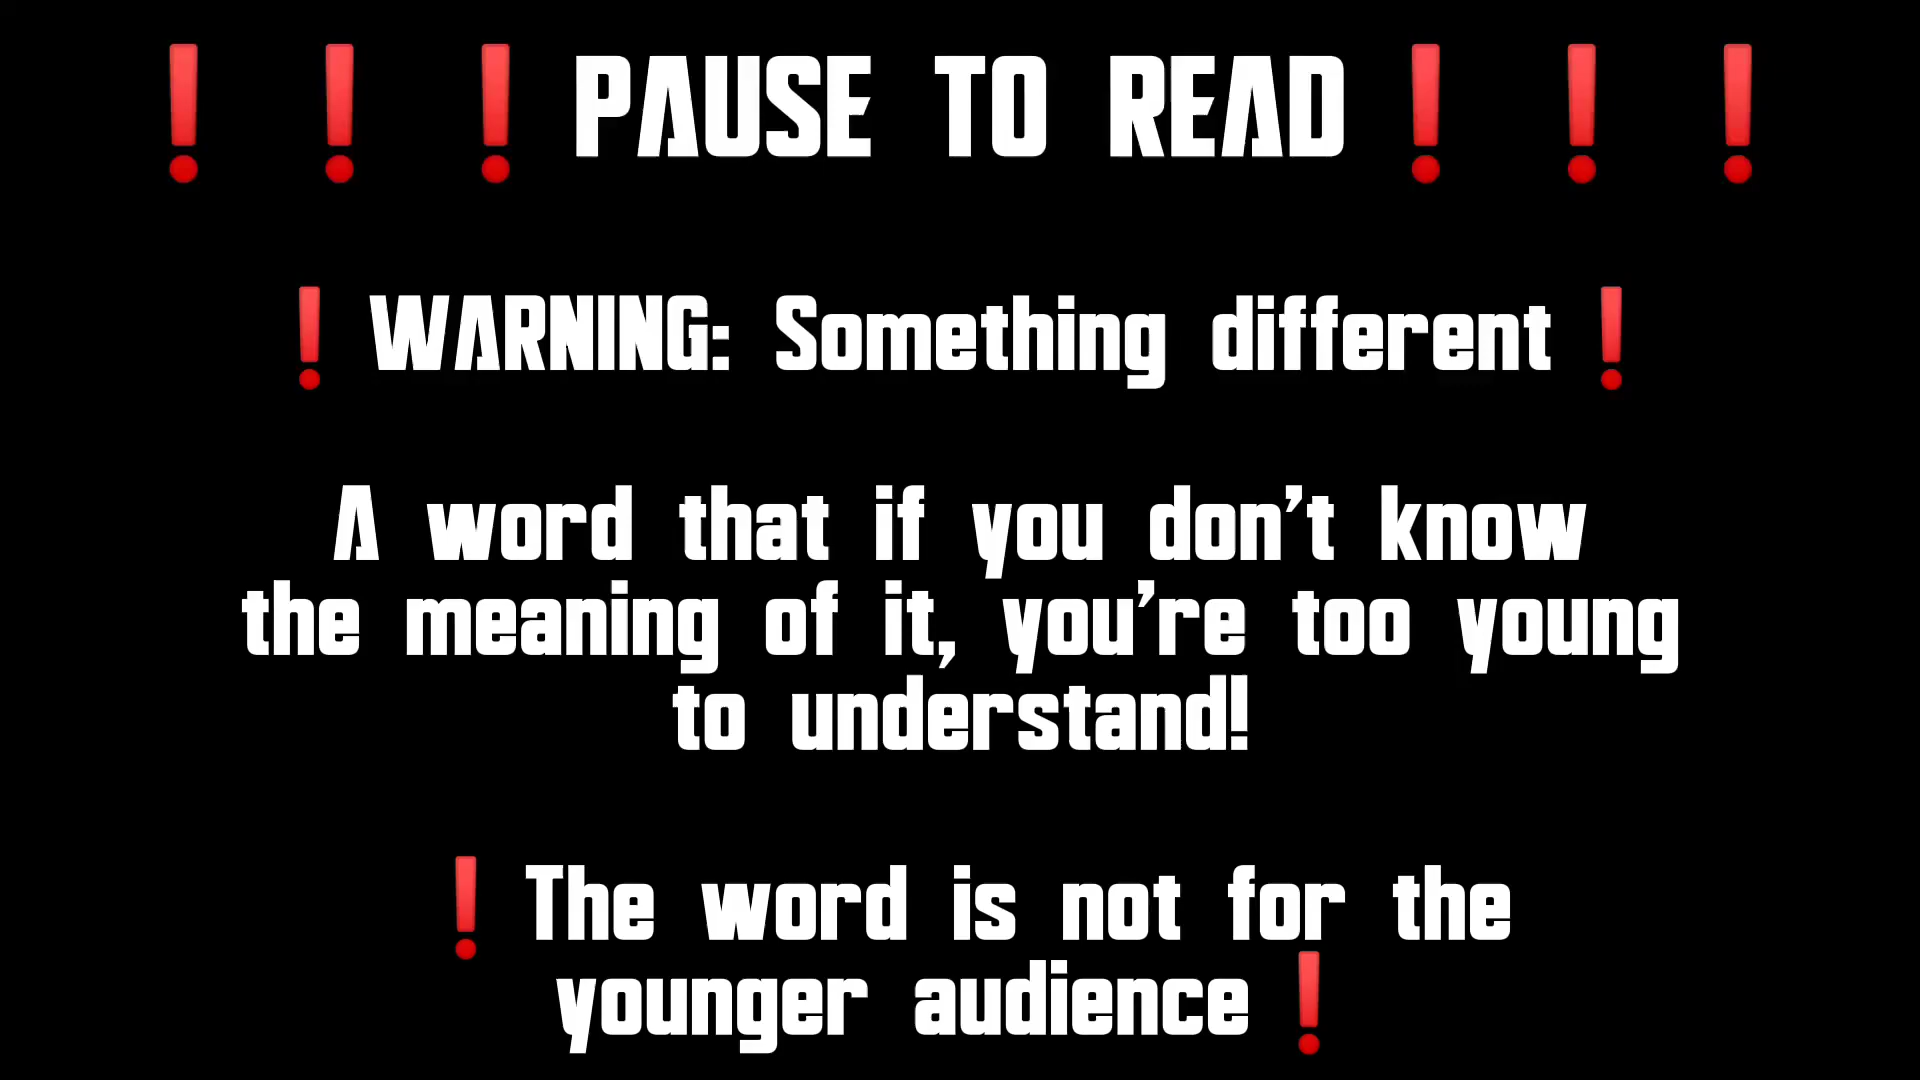 ❗❗❗PAUSE TO READ❗❗❗
❗WARNING: Something different❗
A word that if you don't know
the meaning of it, you're too young
to understand!
❗The word is not for the
younger audience❗